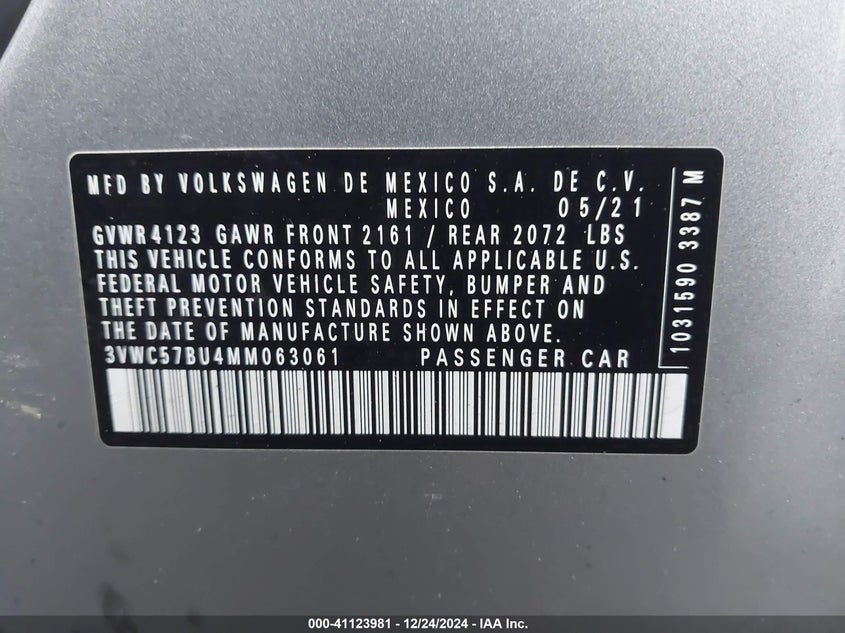 MFD BY VOLKSWAGEN DE MEXICO S.A. DE C.V.
MEXICO 05/21
GVWR 4123 GAWR FRONT 2161 / REAR 2072 LBS
THIS VEHICLE CONFORMS TO ALL APPLICABLE U.S.
FEDERAL MOTOR VEHICLE SAFETY, BUMPER AND
THEFT PREVENTION STANDARDS IN EFFECT ON
THE DATE OF MANUFACTURE SHOWN ABOVE.
3VWC57BU4MM063061 PASSENGER CAR
1031590 3387 M
000-41123981 - 12/24/2024 - IAA Inc.